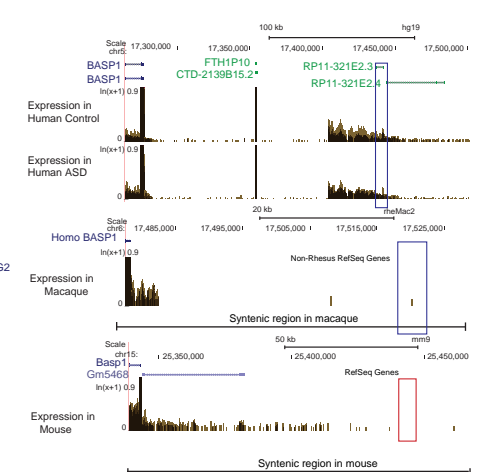 Scale 100 kb hg19
chr5: 17,300,000 17,350,000 17,400,000 17,450,000 17,500,000
BASP1 FTH1P10 RP11-321E2.3
BASP1 CTD-2139B15.2 RP11-321E2.4
ln(x+1) 0.9
Expression in
Human Control
0
ln(x+1) 0.9
Expression in
Human ASD
0
Scale 20 kb rheMac2
chr6: 17,485,000 17,495,000 17,505,000 17,515,000 17,525,000
Homo BASP1
ln(x+1) 0.9 Non-Rhesus RefSeq Genes
G2
Expression in
Macaque
0
Syntenic region in macaque
Scale 50 kb mm9
chr15: 25,350,000 25,400,000 25,450,000
Basp1
Gm5468 RefSeq Genes
ln(x+1) 0.9
Expression in
Mouse
0
Syntenic region in mouse